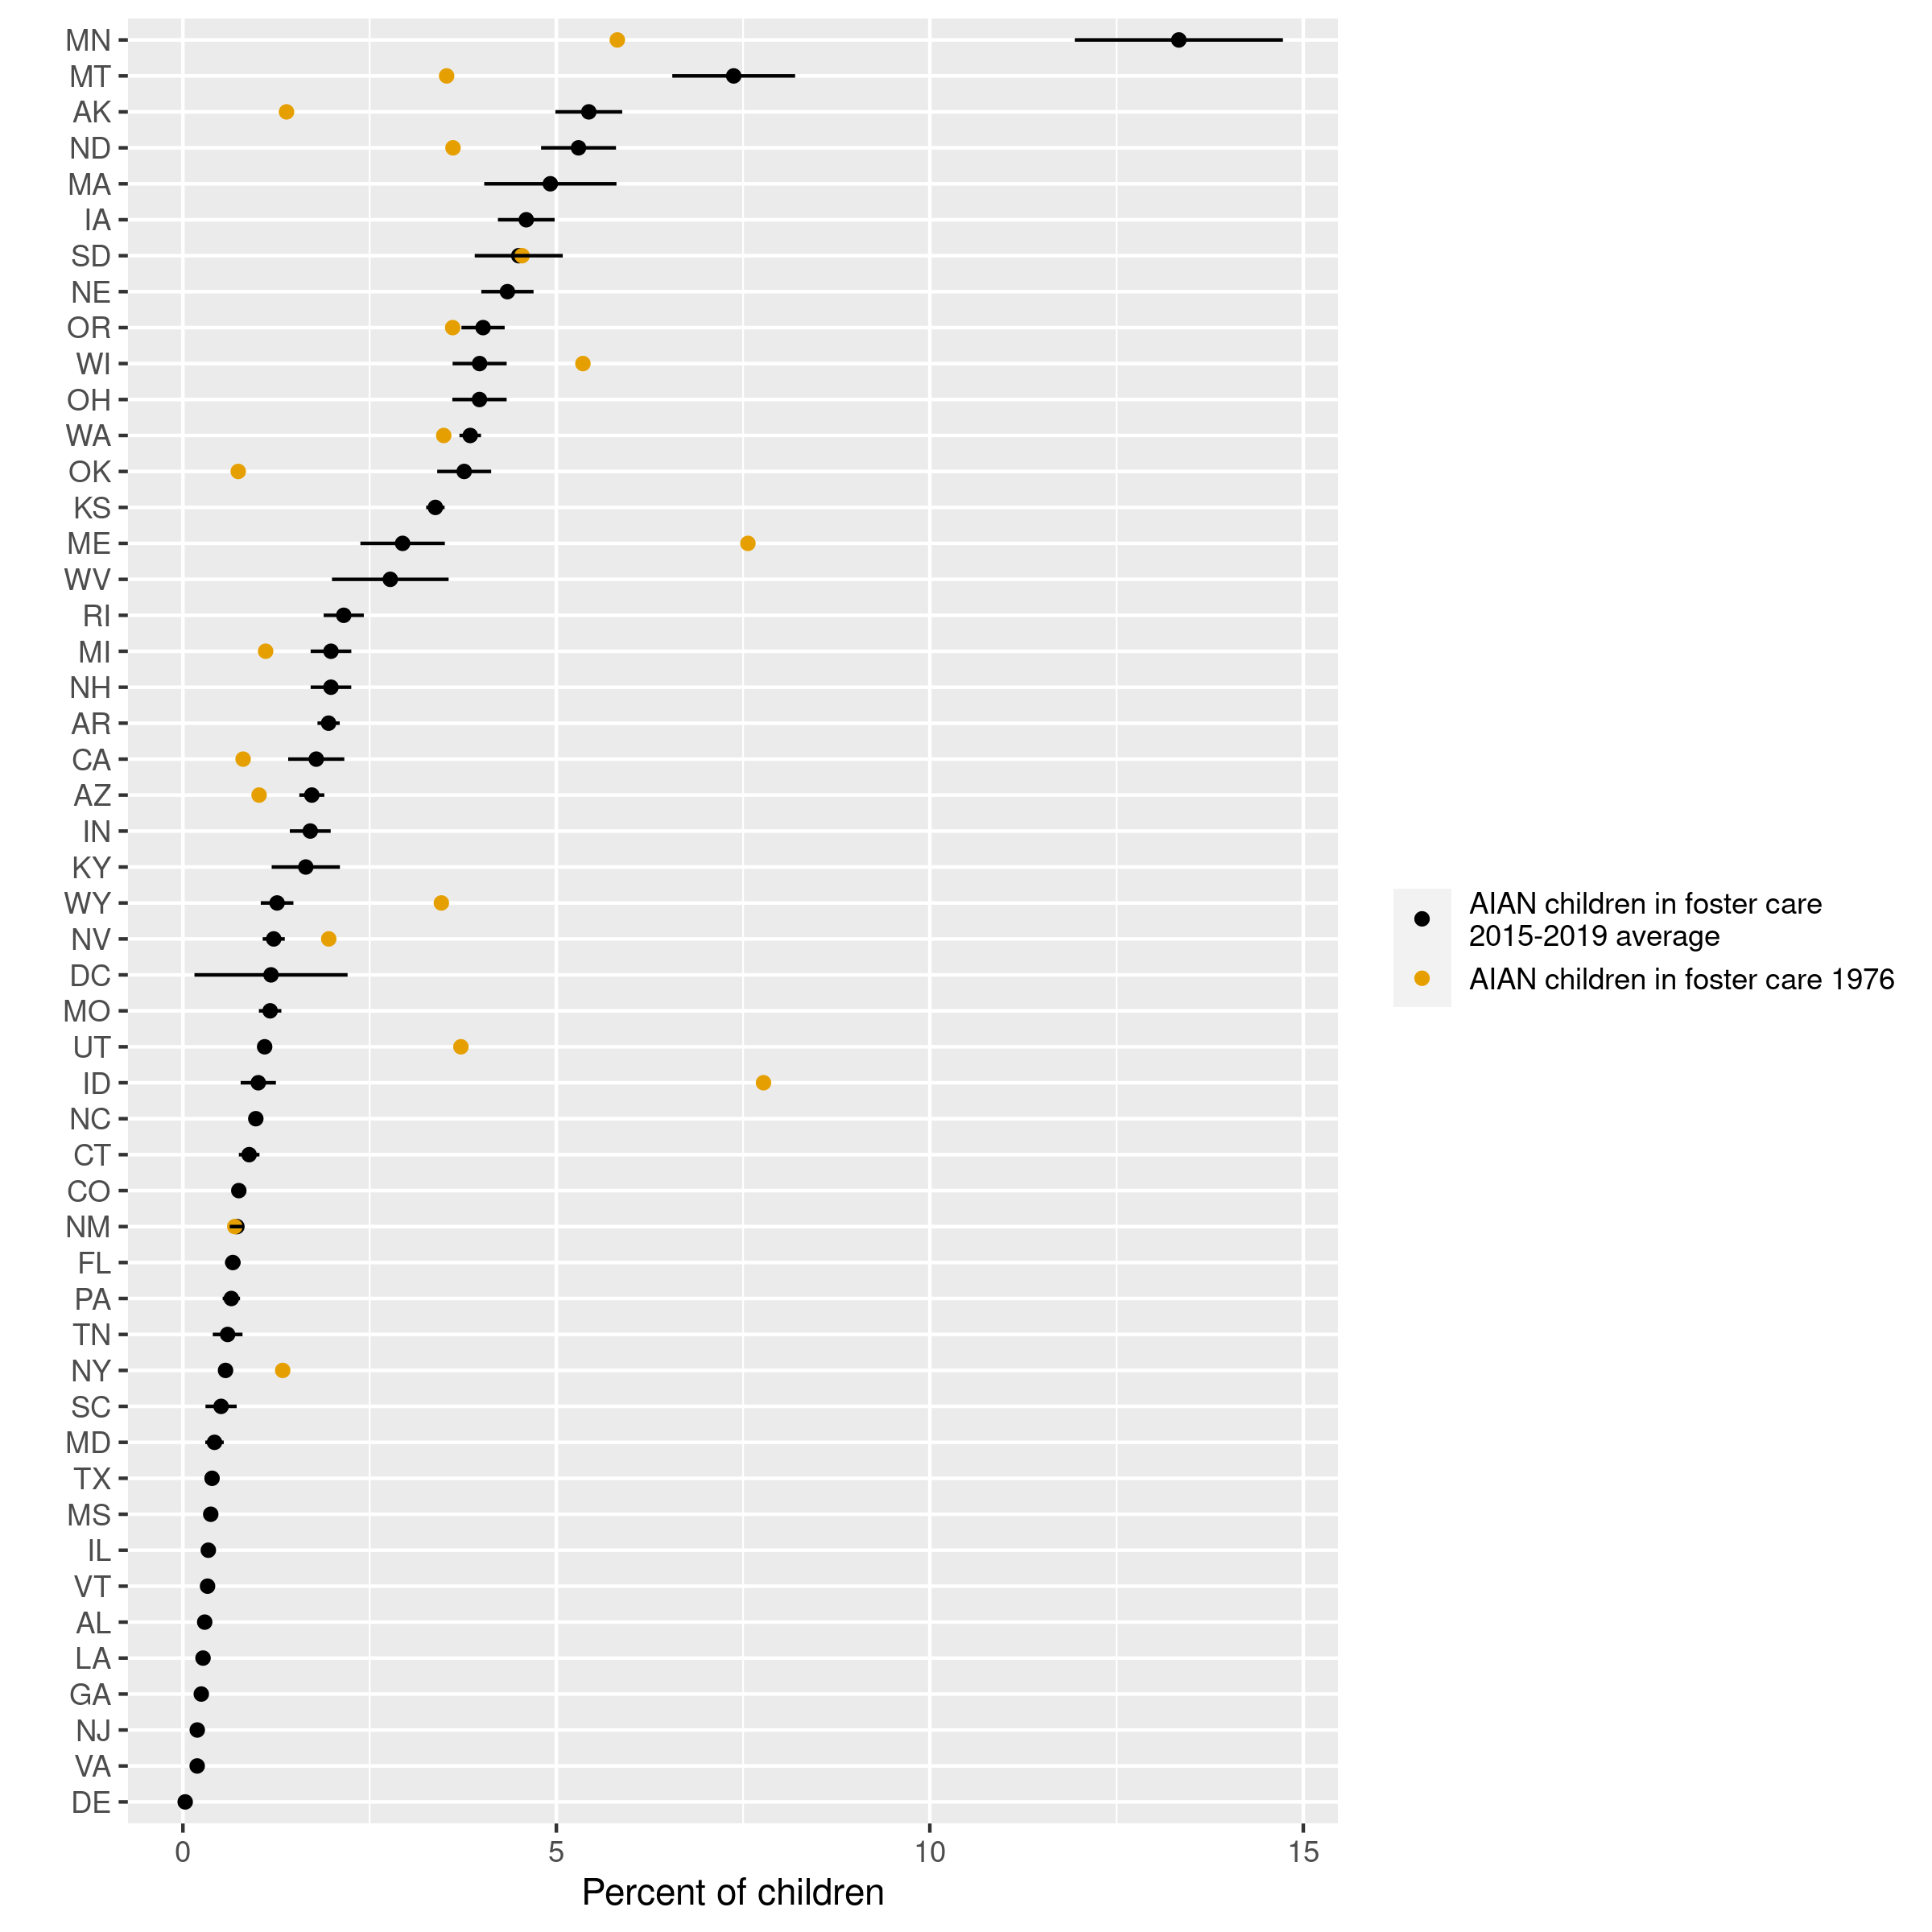 MN
MT
AK
ND
MA
IA
SD
NE
OR
WI
OH
WA
OK
KS
ME
WV
RI
MI
NH
AR
CA
AZ
IN
KY
WY
NV
DC
MO
UT
ID
NC
CT
CO
NM
FL
PA
TN
NY
SC
MD
TX
MS
IL
VT
AL
LA
GA
NJ
VA
DE
0 5 10 15
Percent of children
AIAN children in foster care
2015-2019 average
AIAN children in foster care 1976